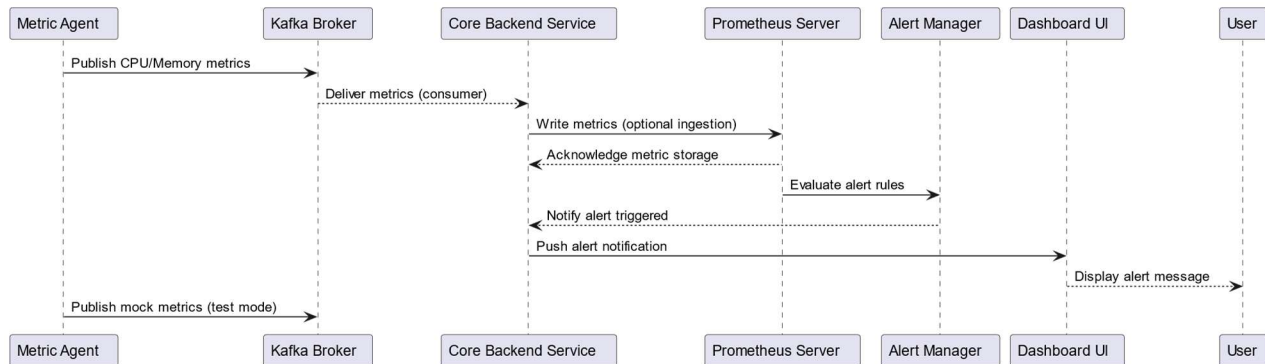 Metric Agent
Kafka Broker
Core Backend Service
Prometheus Server
Alert Manager
Dashboard UI
User
Publish CPU/Memory metrics
Deliver metrics (consumer)
Write metrics (optional ingestion)
Acknowledge metric storage
Evaluate alert rules
Notify alert triggered
Push alert notification
Display alert message
Publish mock metrics (test mode)
Metric Agent
Kafka Broker
Core Backend Service
Prometheus Server
Alert Manager
Dashboard UI
User